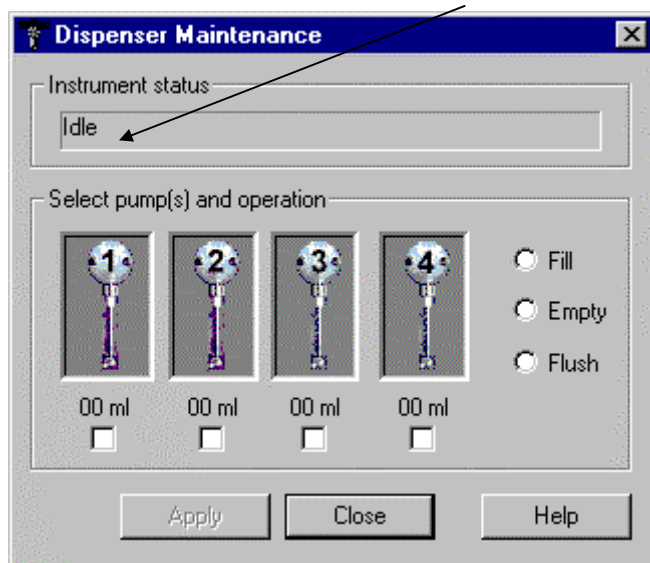 Dispenser Maintenance
Instrument status
Idle
Select pump(s) and operation
1 2 3 4
Fill
Empty
Flush
00 ml 00 ml 00 ml 00 ml
Apply Close Help